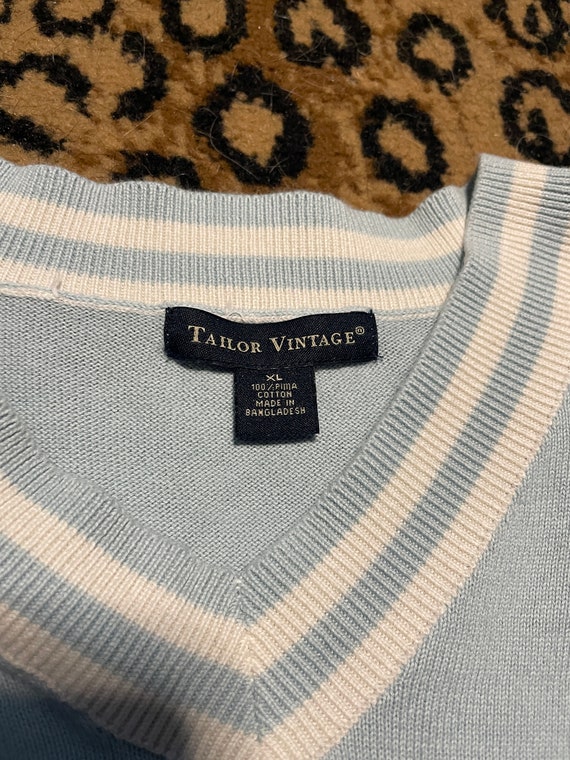 TAILOR VINTAGE®
XL
100% PIMA
COTTON
MADE IN
BANGLADESH